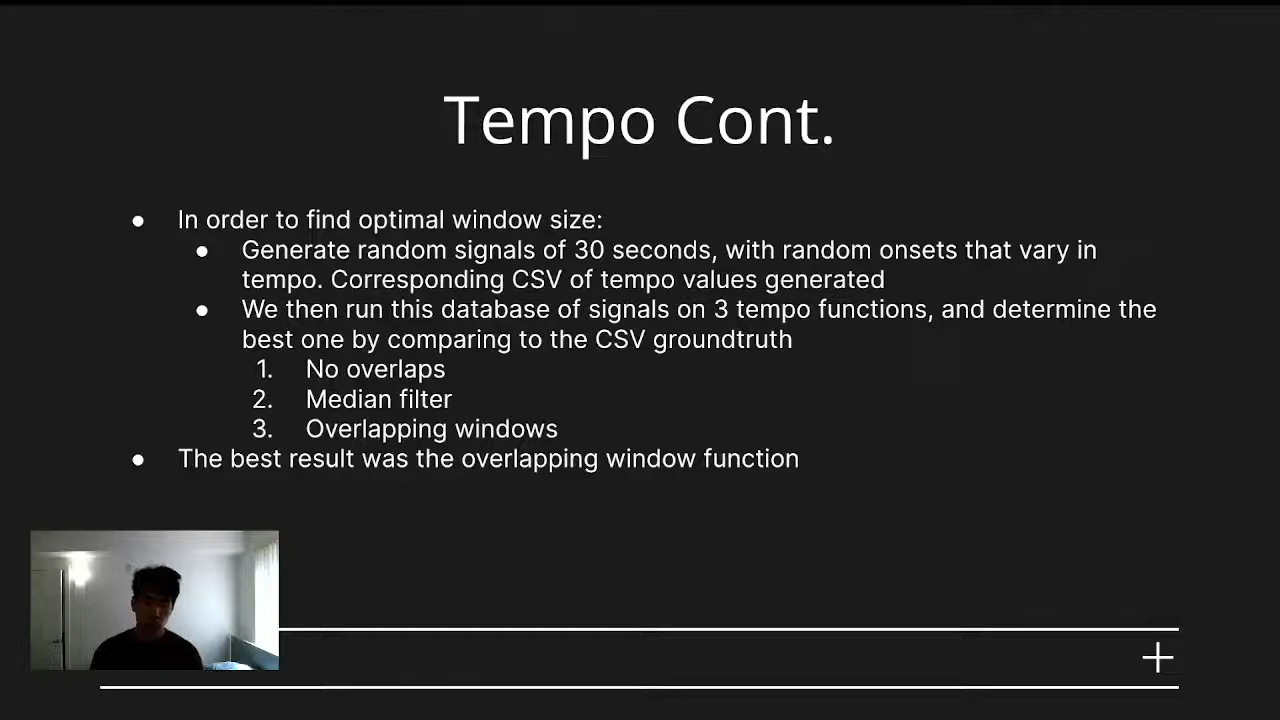 Tempo Cont.
● In order to find optimal window size:
● Generate random signals of 30 seconds, with random onsets that vary in
tempo. Corresponding CSV of tempo values generated
● We then run this database of signals on 3 tempo functions, and determine the
best one by comparing to the CSV groundtruth
1. No overlaps
2. Median filter
3. Overlapping windows
● The best result was the overlapping window function